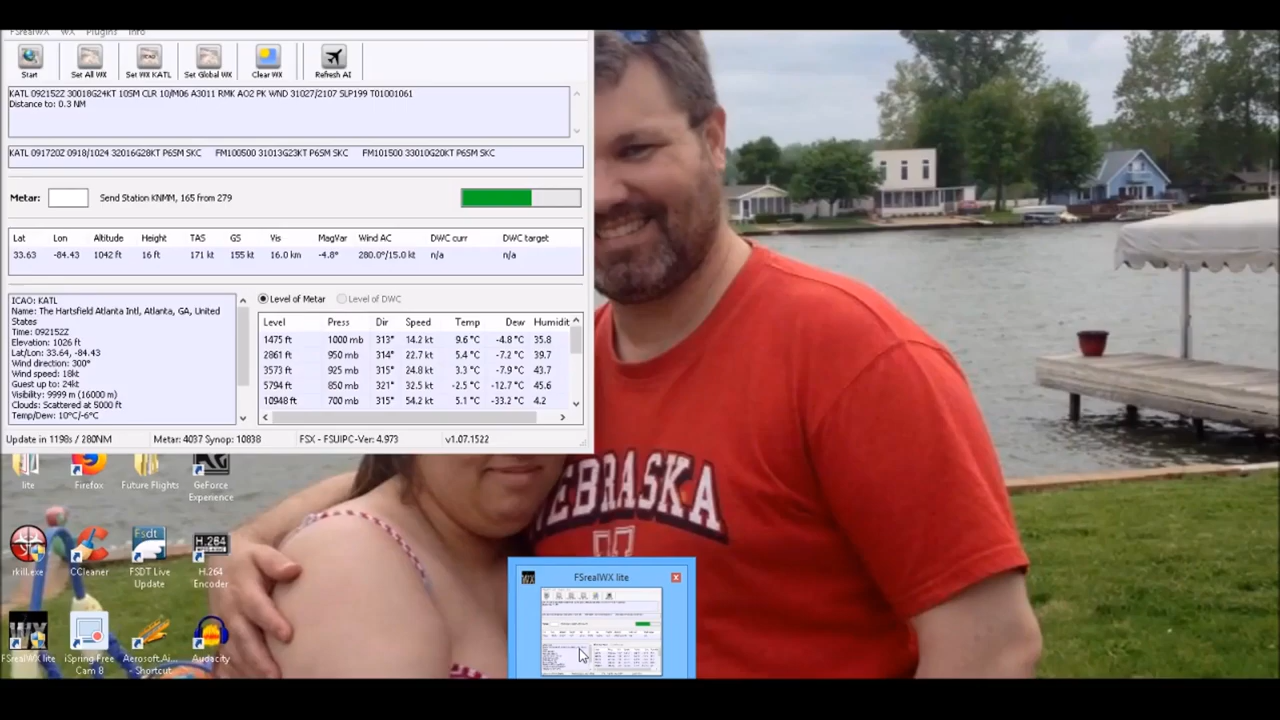 FSrealWX WX Plugins Info
Start Set All WX Set WX KATL Set Global WX Clear WX Refresh AI
KATL 092152Z 30018G24KT 10SM CLR 10/M06 A3011 RMK AO2 PK WND 31027/2107 SLP199 T01001061
Distance to: 0.3 NM
KATL 091720Z 0918/1024 32016G28KT P6SM SKC FM100500 31013G23KT P6SM SKC FM101500 33010G20KT P6SM SKC
Metar: Send Station KNMM, 165 from 279
Lat Lon Altitude Height TAS GS Vis MagVar Wind AC DWC curr DWC target
33.63 -84.43 1042 ft 16 ft 171 kt 155 kt 16.0 km -4.8° 280.0°/15.0 kt n/a n/a
ICAO: KATL
Name: The Hartsfield Atlanta Intl, Atlanta, GA, United
States
Time: 092152Z
Elevation: 1026 ft
Lat/Lon: 33.64, -84.43
Wind direction: 300°
Wind speed: 18kt
Guest up to: 24kt
Visibility: 9999 m (16000 m)
Clouds: Scattered at 5000 ft
Temp/Dew: 10°C/-6°C
Level of Metar Level of DWC
Level Press Dir Speed Temp Dew Humidit
1475 ft 1000 mb 313° 14.2 kt 9.6 °C -4.8 °C 35.8
2861 ft 950 mb 314° 22.7 kt 5.4 °C -7.2 °C 39.7
3573 ft 925 mb 315° 24.8 kt 3.3 °C -7.9 °C 43.7
5794 ft 850 mb 321° 32.5 kt -2.5 °C -12.7 °C 45.6
10948 ft 700 mb 315° 54.2 kt 5.1 °C -33.2 °C 4.2
Update in 1198s / 280NM Metar: 4037 Synop: 10838 FSX - FSUIPC-Ver: 4.973 v1.07.1522
lite Firefox Future Flights GeForce
Experience
NEBRASKA
rkill.exe CCleaner FSDT Live
Update H.264
Encoder
FSrealWX lite iSpring Free
Cam 8 Aerosoft.Ai...
- Shortcut Audacity
FSrealWX lite